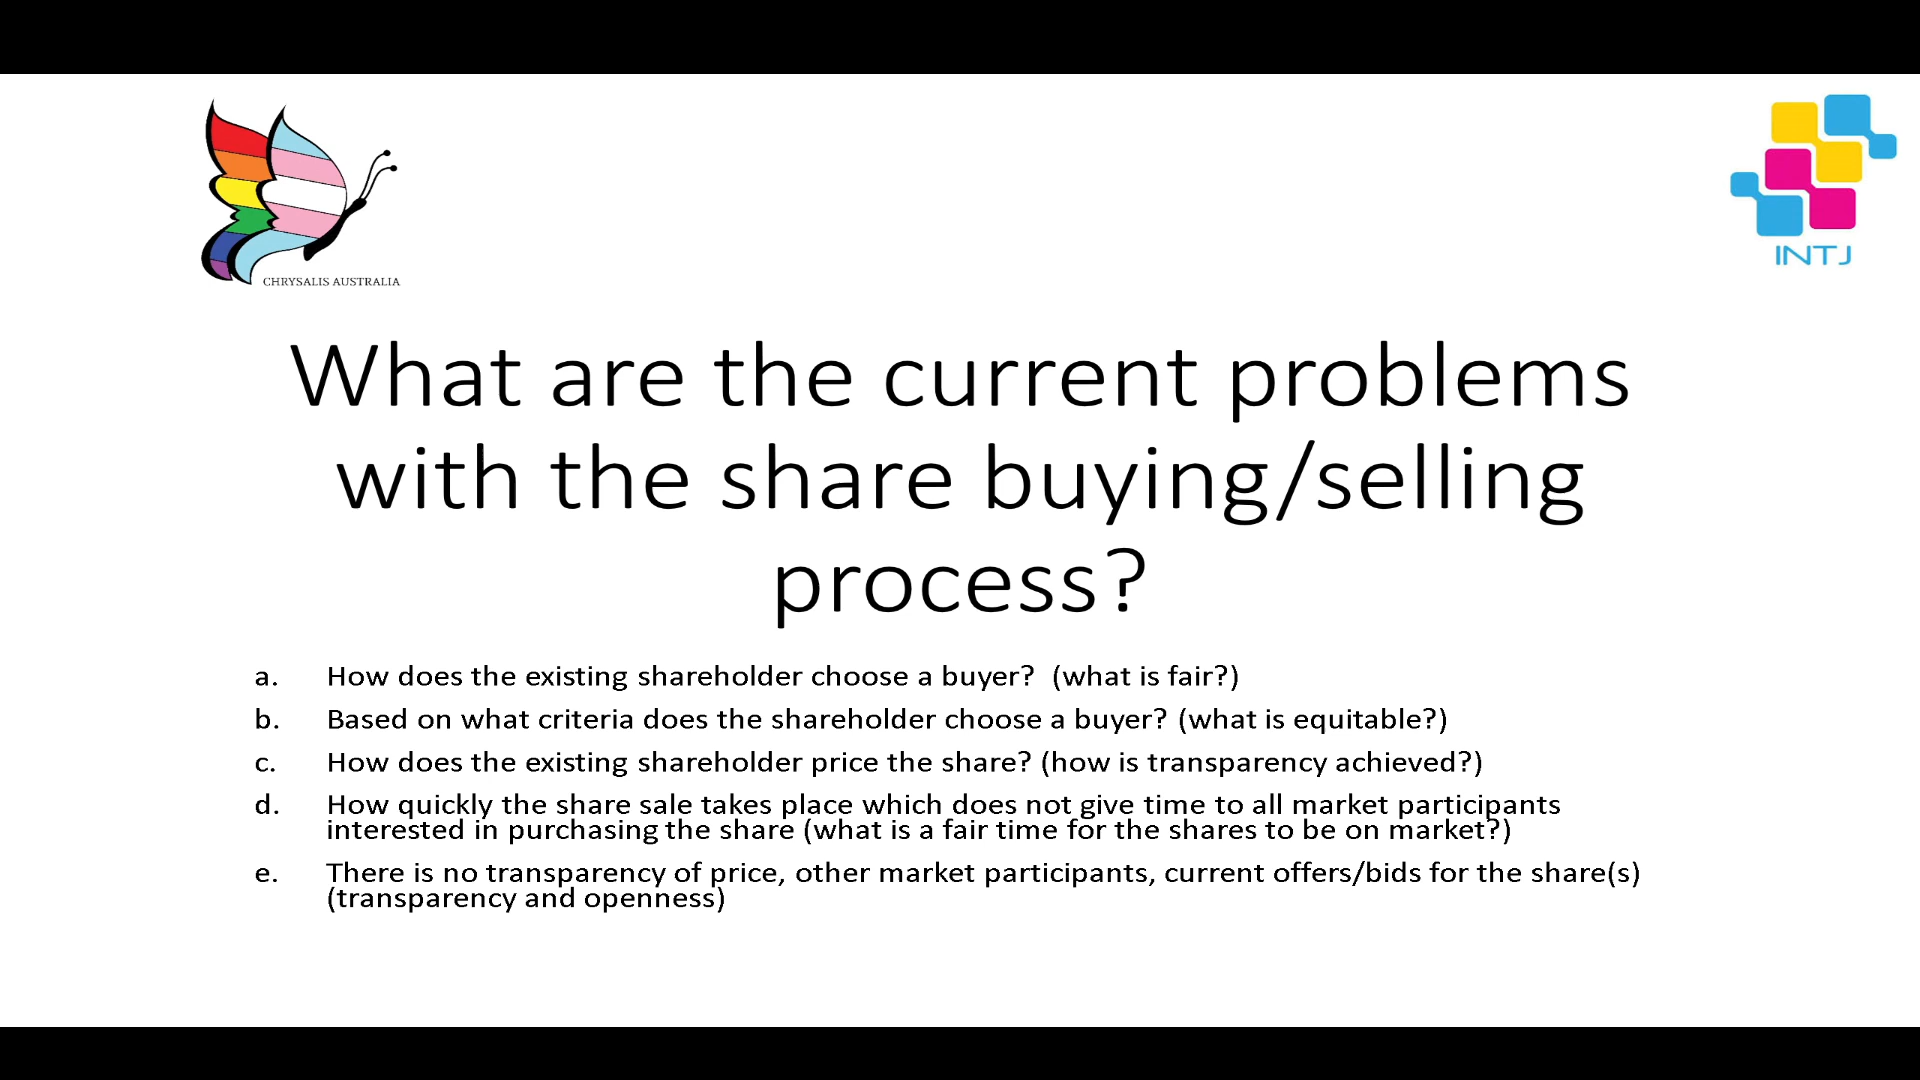 CHRYSALIS AUSTRALIA
INTJ
What are the current problems
with the share buying/selling
process?
a. How does the existing shareholder choose a buyer?  (what is fair?)
b. Based on what criteria does the shareholder choose a buyer? (what is equitable?)
c. How does the existing shareholder price the share? (how is transparency achieved?)
d. How quickly the share sale takes place which does not give time to all market participants
interested in purchasing the share (what is a fair time for the shares to be on market?)
e. There is no transparency of price, other market participants, current offers/bids for the share(s)
(transparency and openness)